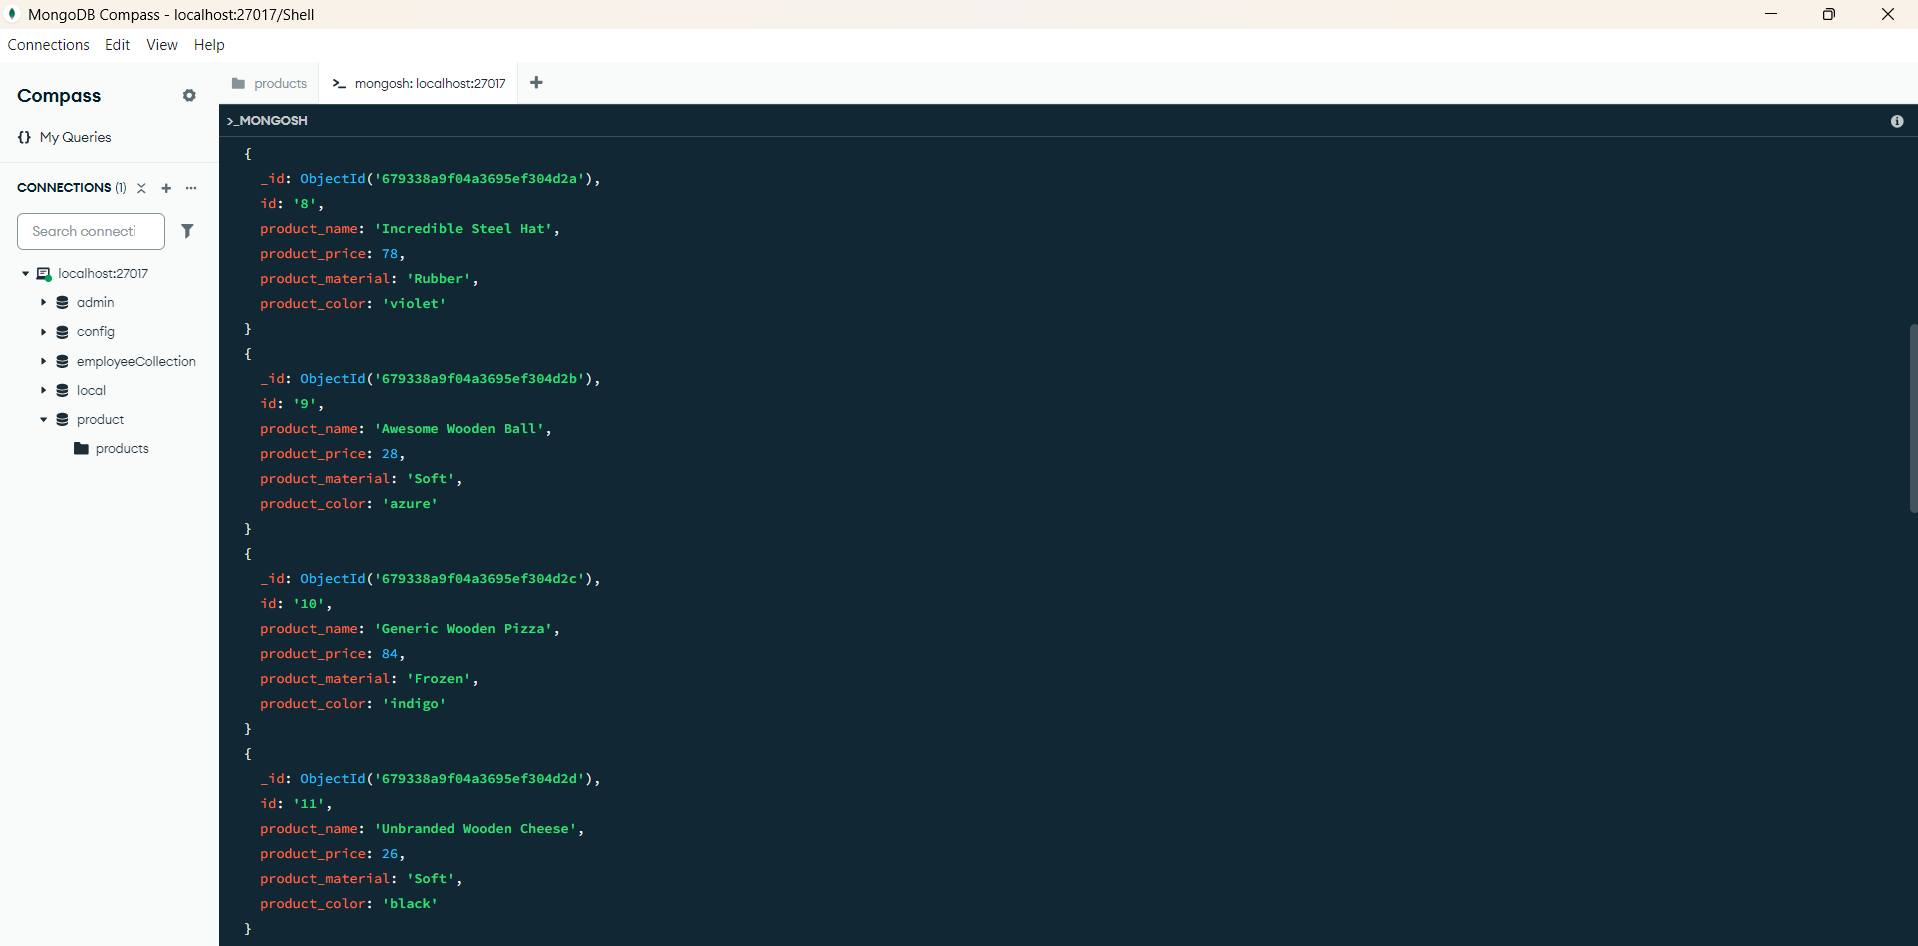 MongoDB Compass - localhost:27017/Shell
Connections Edit View Help
Compass
{} My Queries
CONNECTIONS (1)
Search connecti
localhost:27017
admin
config
employeeCollection
local
product
products
products
>_ mongosh: localhost:27017
>_MONGOSH
{
_id: ObjectId('679338a9f04a3695ef304d2a'),
id: '8',
product_name: 'Incredible Steel Hat',
product_price: 78,
product_material: 'Rubber',
product_color: 'violet'
}
{
_id: ObjectId('679338a9f04a3695ef304d2b'),
id: '9',
product_name: 'Awesome Wooden Ball',
product_price: 28,
product_material: 'Soft',
product_color: 'azure'
}
{
_id: ObjectId('679338a9f04a3695ef304d2c'),
id: '10',
product_name: 'Generic Wooden Pizza',
product_price: 84,
product_material: 'Frozen',
product_color: 'indigo'
}
{
_id: ObjectId('679338a9f04a3695ef304d2d'),
id: '11',
product_name: 'Unbranded Wooden Cheese',
product_price: 26,
product_material: 'Soft',
product_color: 'black'
}